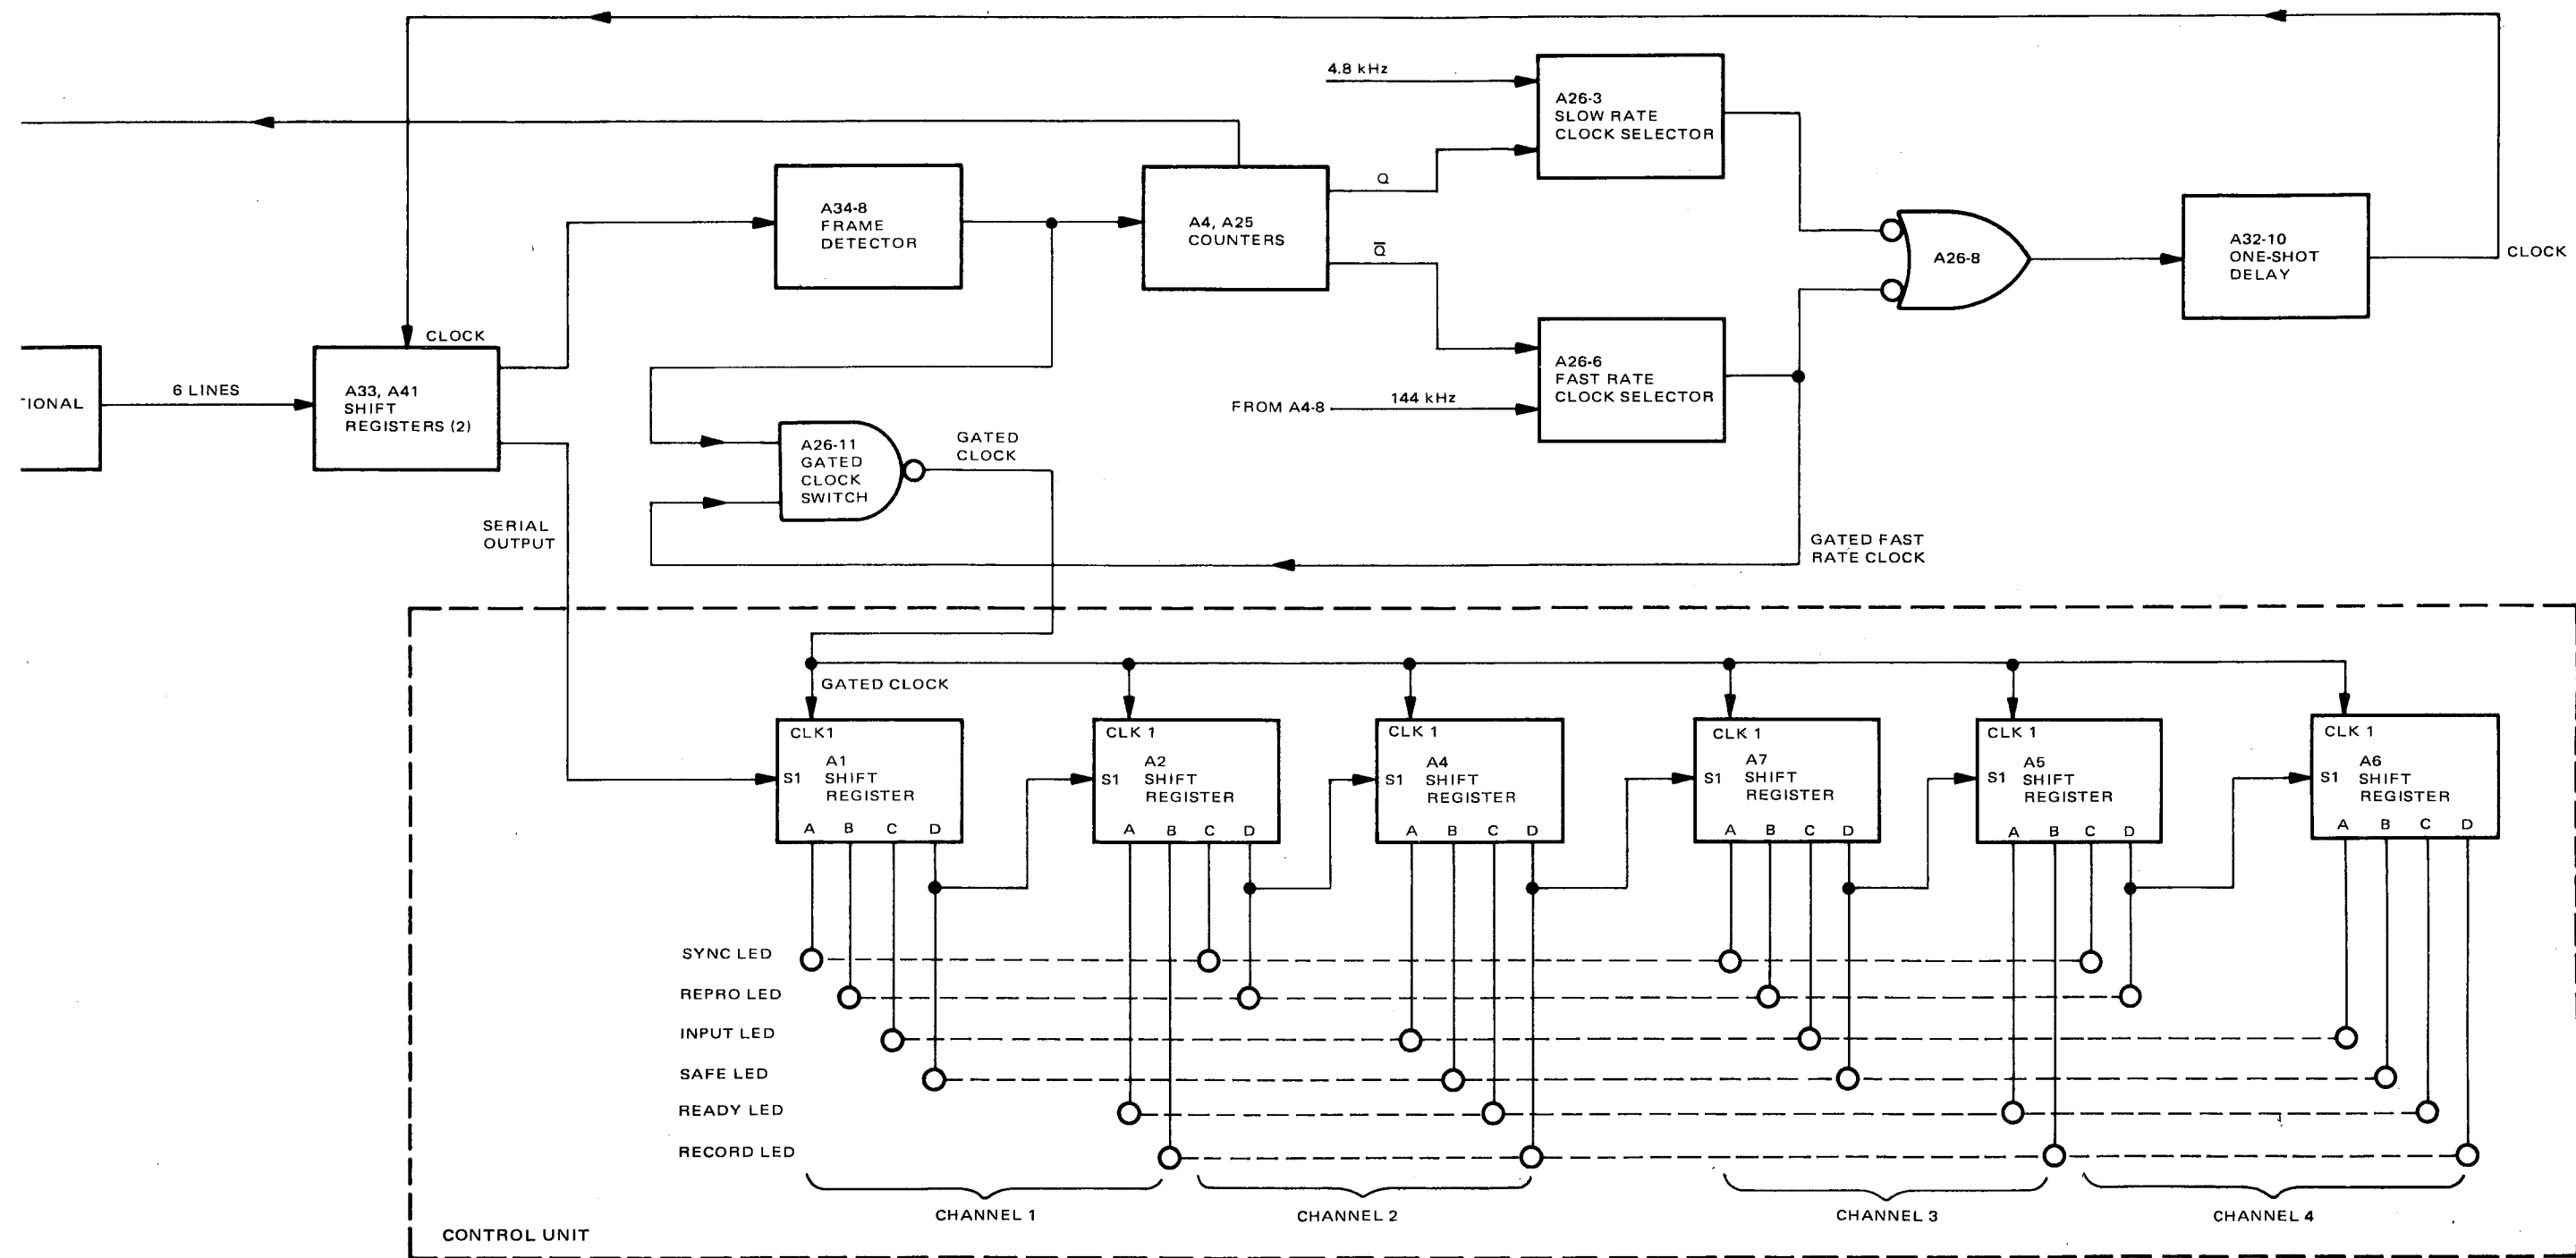 4.8 kHz
A26-3
SLOW RATE
CLOCK SELECTOR
A34-8
FRAME
DETECTOR
A4, A25
COUNTERS
Q
Q̅
A26-8
A32-10
ONE-SHOT
DELAY
CLOCK
CLOCK
TIONAL
6 LINES
A33, A41
SHIFT
REGISTERS (2)
A26-6
FAST RATE
CLOCK SELECTOR
FROM A4-8
144 kHz
A26-11
GATED
CLOCK
SWITCH
GATED
CLOCK
SERIAL
OUTPUT
GATED FAST
RATE CLOCK
GATED CLOCK
CLK1
A1
S1 SHIFT
REGISTER
A B C D
CLK 1
A2
S1 SHIFT
REGISTER
A B C D
CLK 1
A4
S1 SHIFT
REGISTER
A B C D
CLK 1
A7
S1 SHIFT
REGISTER
A B C D
CLK 1
A5
S1 SHIFT
REGISTER
A B C D
CLK 1
A6
S1 SHIFT
REGISTER
A B C D
SYNC LED
REPRO LED
INPUT LED
SAFE LED
READY LED
RECORD LED
CHANNEL 1
CHANNEL 2
CHANNEL 3
CHANNEL 4
CONTROL UNIT